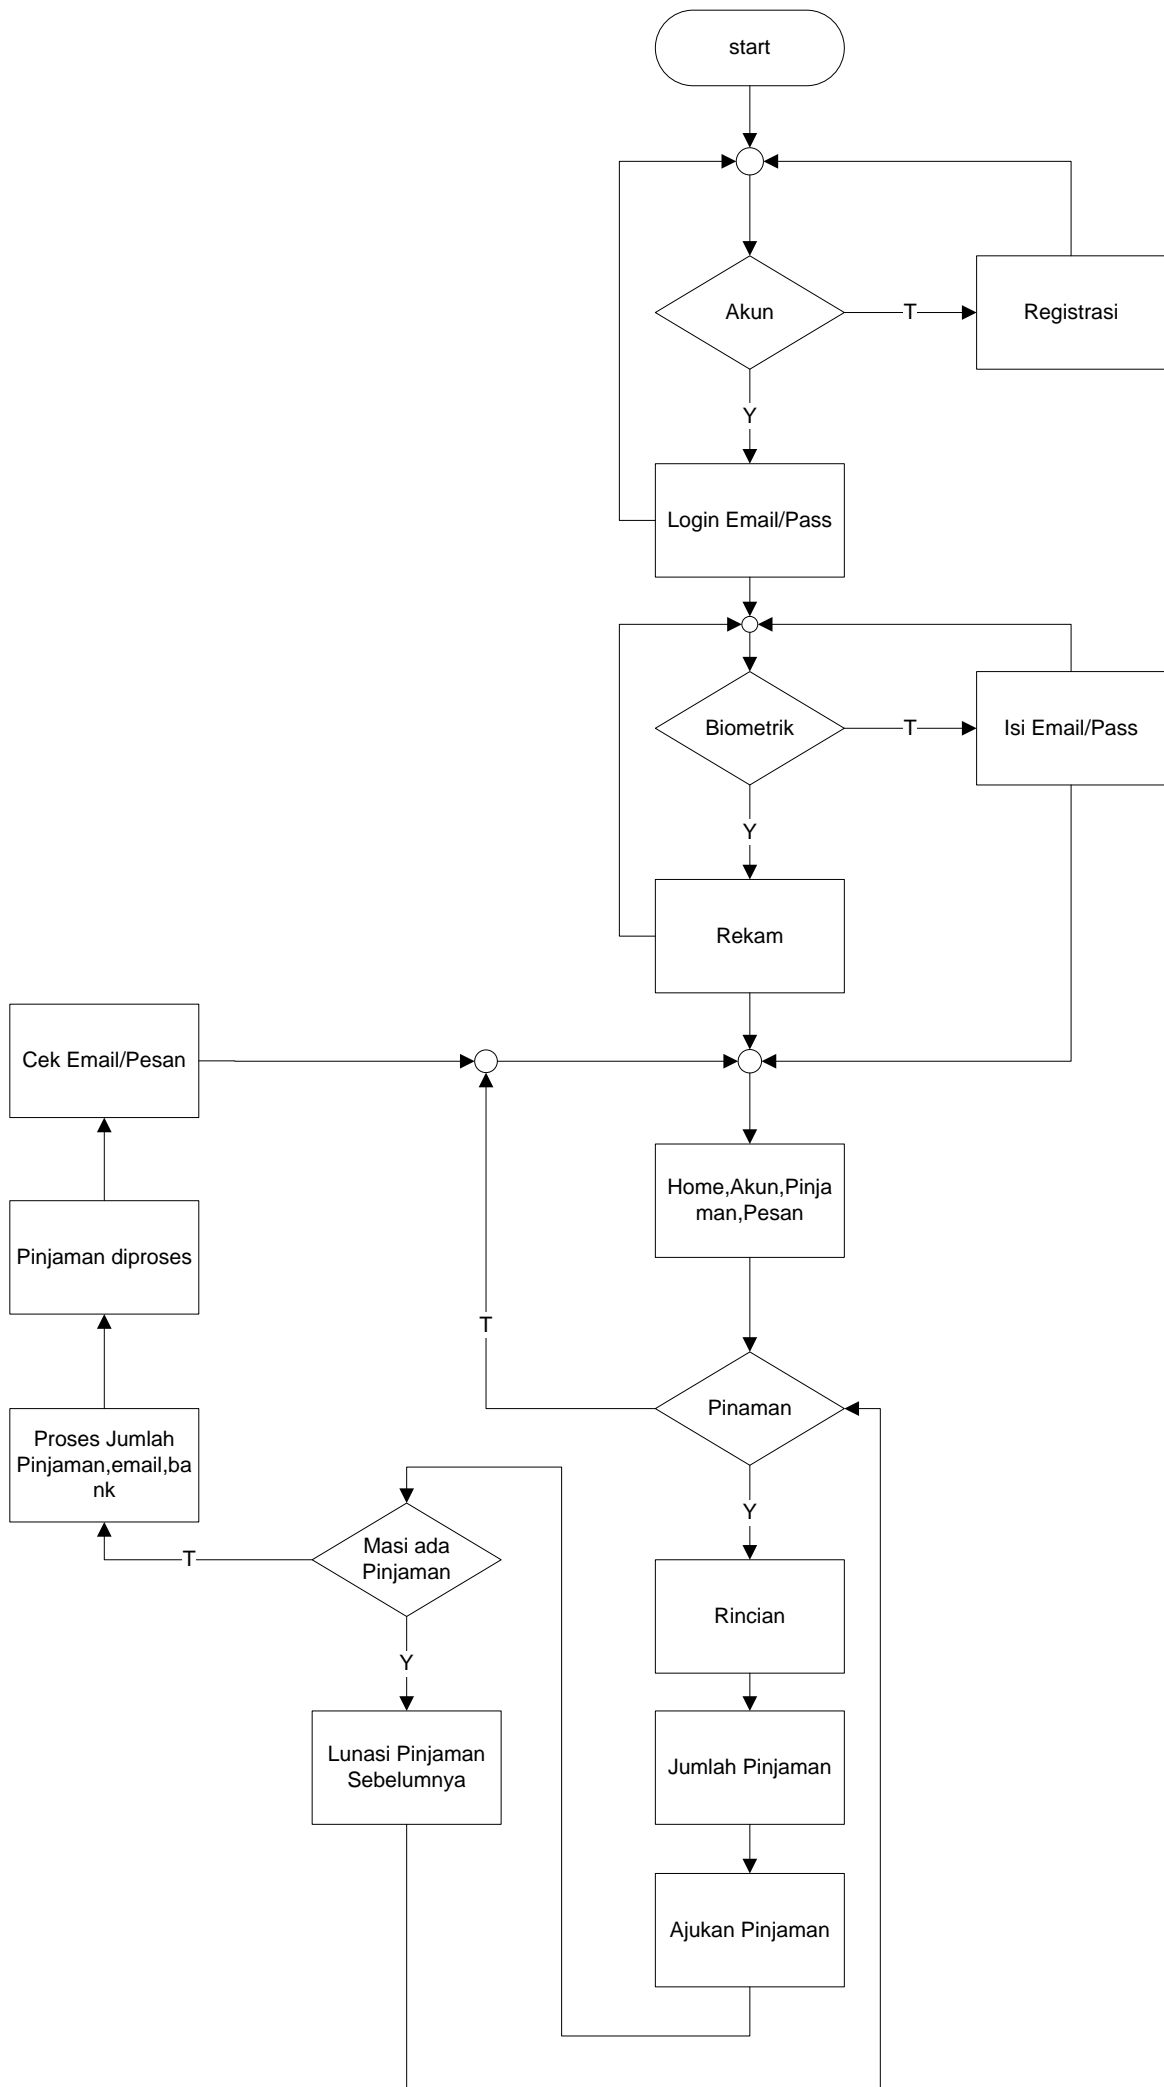 start
Akun
T
Registrasi
Y
Login Email/Pass
Biometrik
T
Isi Email/Pass
Y
Rekam
Cek Email/Pesan
Home,Akun,Pinja
man,Pesan
Pinjaman diproses
T
Pinaman
Proses Jumlah
Pinjaman,email,ba
nk
Y
Masi ada
Pinjaman
T
Rincian
Y
Lunasi Pinjaman
Sebelumnya
Jumlah Pinjaman
Ajukan Pinjaman